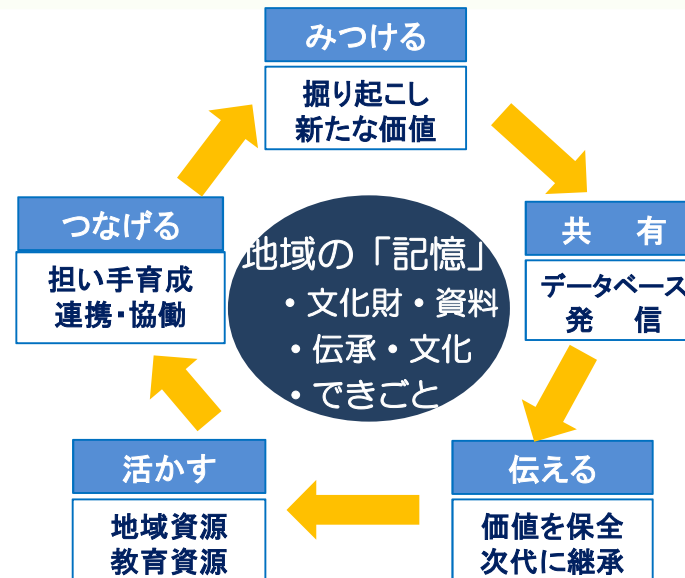 みつける
掘り起こし
新たな価値
共　有
データベース
発　信
伝える
価値を保全
次代に継承
活かす
地域資源
教育資源
つなげる
担い手育成
連携・協働
地域の「記憶」
・文化財・資料
・伝承・文化
・できごと